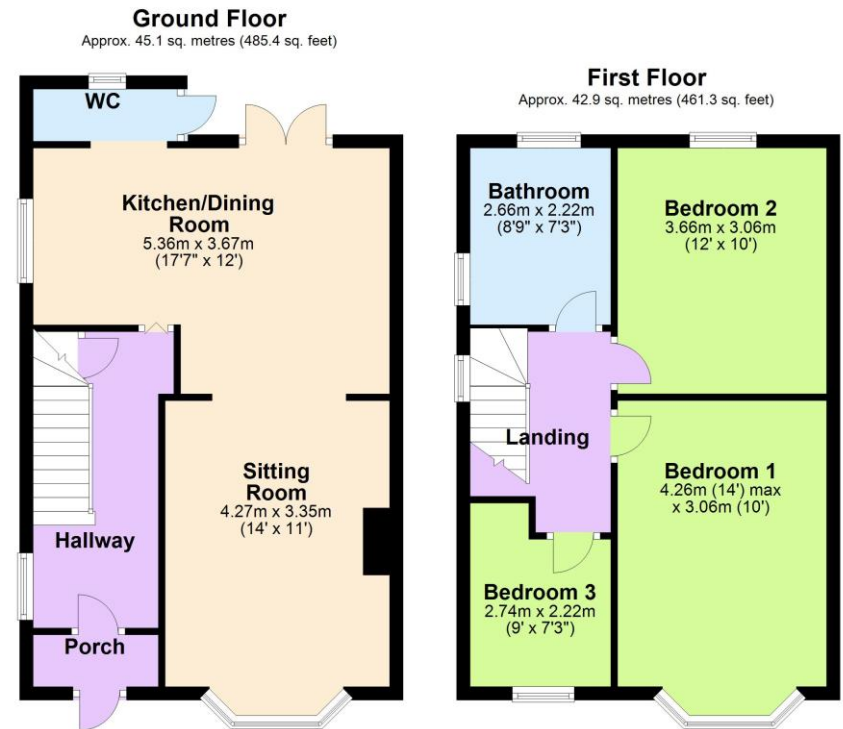 Ground Floor
Approx. 45.1 sq. metres (485.4 sq. feet)
WC
Kitchen/Dining
Room
5.36m x 3.67m
(17'7" x 12')
Sitting
Room
4.27m x 3.35m
(14' x 11')
Hallway
Porch
First Floor
Approx. 42.9 sq. metres (461.3 sq. feet)
Bathroom
2.66m x 2.22m
(8'9" x 7'3")
Bedroom 2
3.66m x 3.06m
(12' x 10')
Landing
Bedroom 1
4.26m (14') max
x 3.06m (10')
Bedroom 3
2.74m x 2.22m
(9' x 7'3")